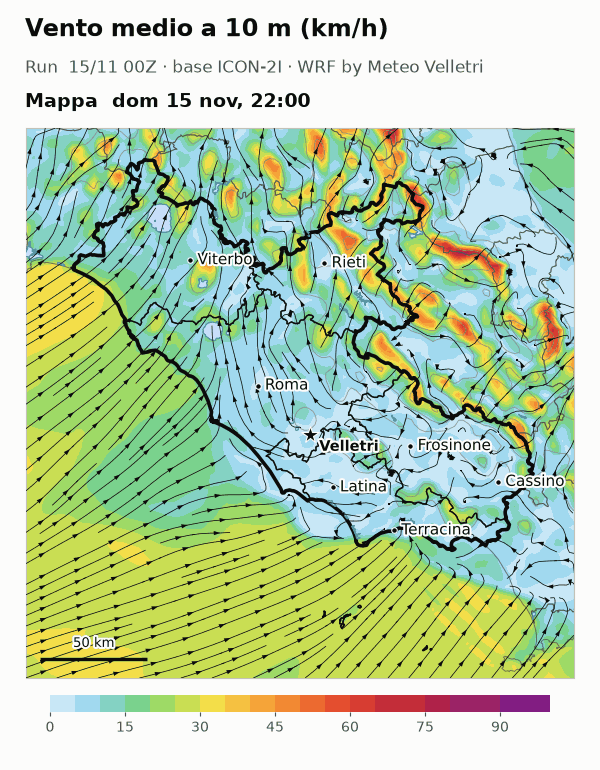 Vento medio a 10 m (km/h)
Run  15/11 00Z · base ICON-2I · WRF by Meteo Velletri
Mappa  dom 15 nov, 22:00
Viterbo
Rieti
Roma
Velletri
Frosinone
Cassino
Latina
Terracina
50 km
0 15 30 45 60 75 90